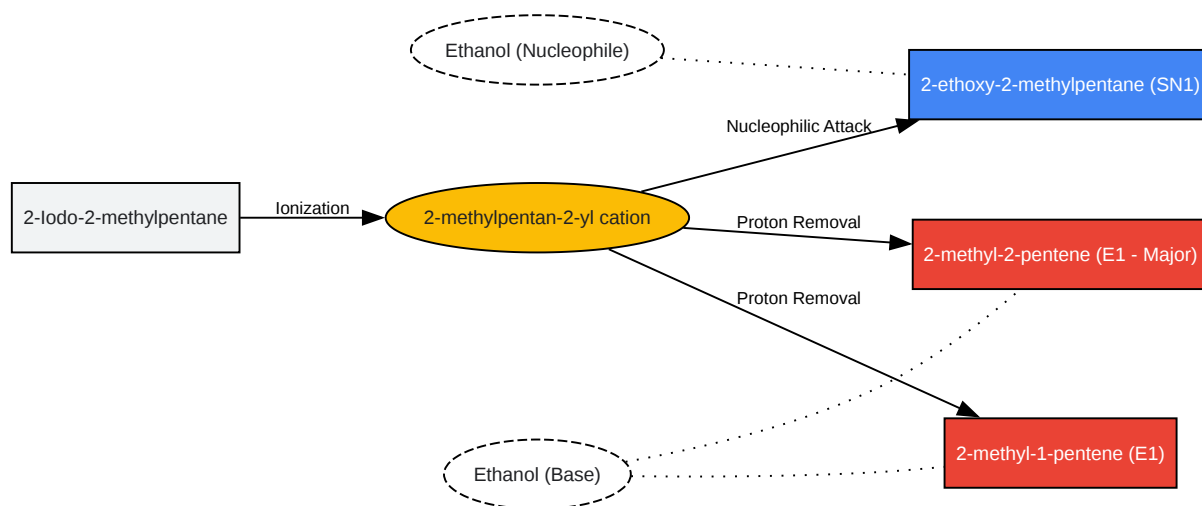 Ethanol (Nucleophile)
2-ethoxy-2-methylpentane (SN1)
Nucleophilic Attack
2-Iodo-2-methylpentane
Ionization
2-methylpentan-2-yl cation
Proton Removal
2-methyl-2-pentene (E1 - Major)
Proton Removal
2-methyl-1-pentene (E1)
Ethanol (Base)